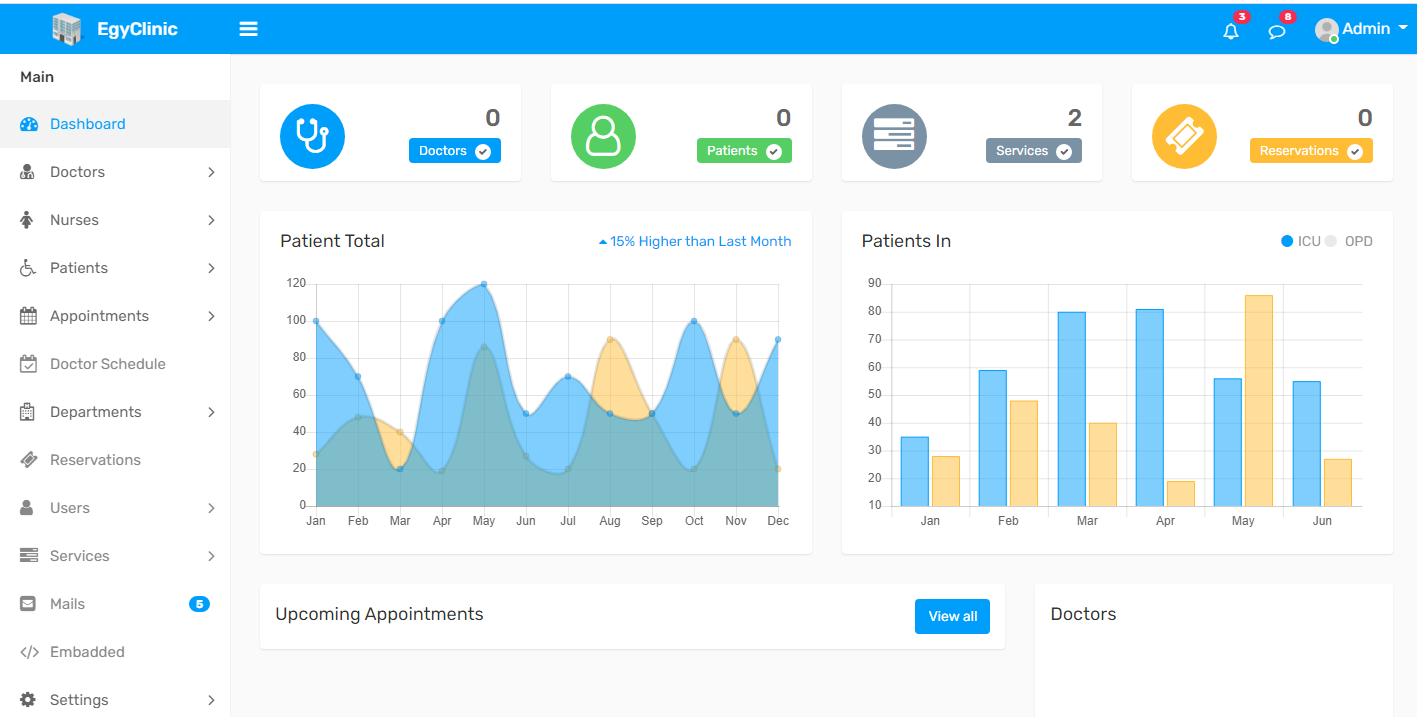 EgyClinic
3
8
Admin
Main
Dashboard
Doctors
Nurses
Patients
Appointments
Doctor Schedule
Departments
Reservations
Users
Services
Mails 5
Embadded
Settings
0
Doctors
0
Patients
2
Services
0
Reservations
Patient Total
15% Higher than Last Month
120
100
80
60
40
20
0
Jan Feb Mar Apr May Jun Jul Aug Sep Oct Nov Dec
Patients In
ICU OPD
90
80
70
60
50
40
30
20
10
Jan Feb Mar Apr May Jun
Upcoming Appointments
View all
Doctors